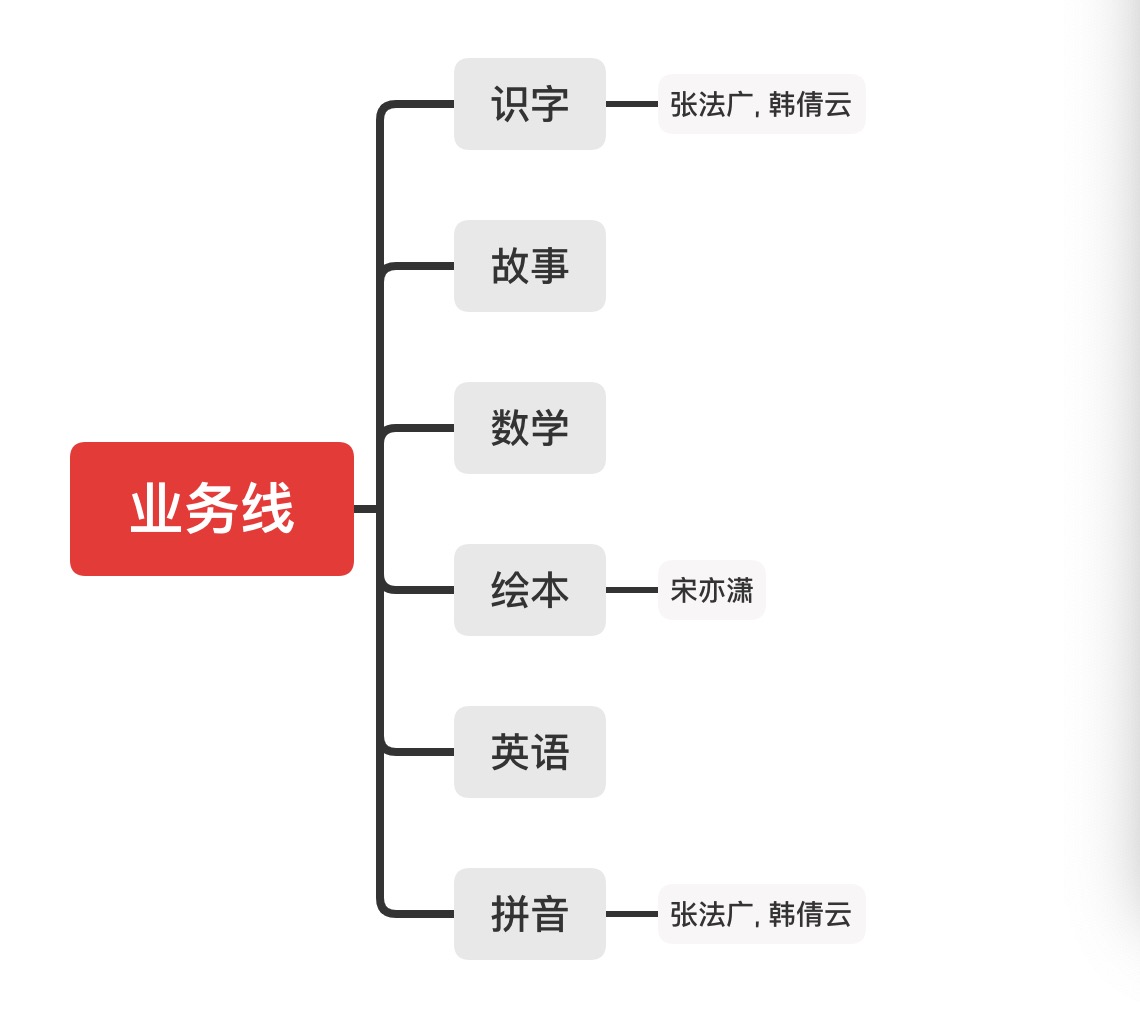 业务线
识字
张法广, 韩倩云
故事
数学
绘本
宋亦潇
英语
拼音
张法广, 韩倩云